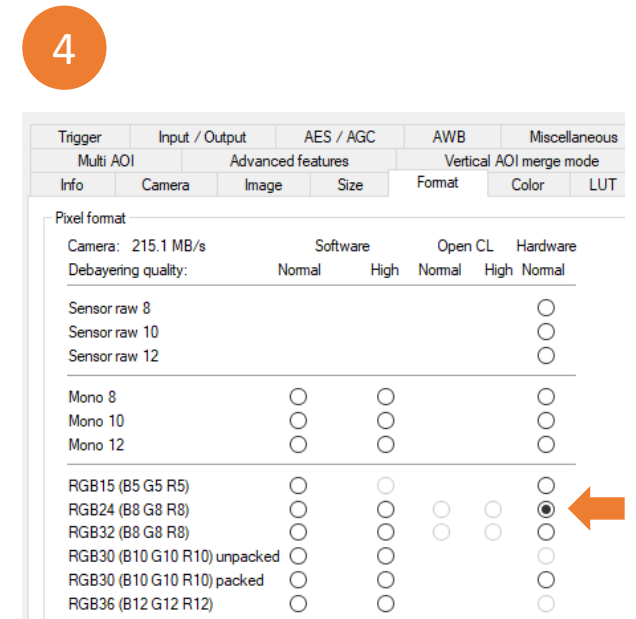 4
Trigger Input / Output AES / AGC AWB Miscellaneous
Multi AOI Advanced features Vertical AOI merge mode
Info Camera Image Size Format Color LUT
Pixel format
Camera: 215.1 MB/s Software Open CL Hardware
Debayering quality: Normal High Normal High Normal
Sensor raw 8
Sensor raw 10
Sensor raw 12
Mono 8
Mono 10
Mono 12
RGB15 (B5 G5 R5)
RGB24 (B8 G8 R8)
RGB32 (B8 G8 R8)
RGB30 (B10 G10 R10) unpacked
RGB30 (B10 G10 R10) packed
RGB36 (B12 G12 R12)